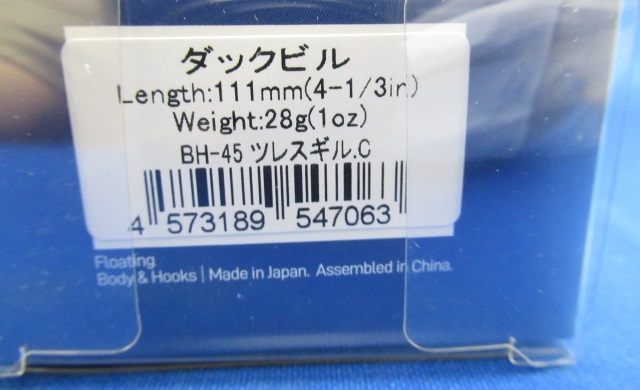 ダックビル
Length:111mm(4-1/3in)
Weight:28g(1oz)
BH-45 ツレスギル.C
4 573189 547063
Floating
Body & Hooks | Made in Japan. Assembled in China.